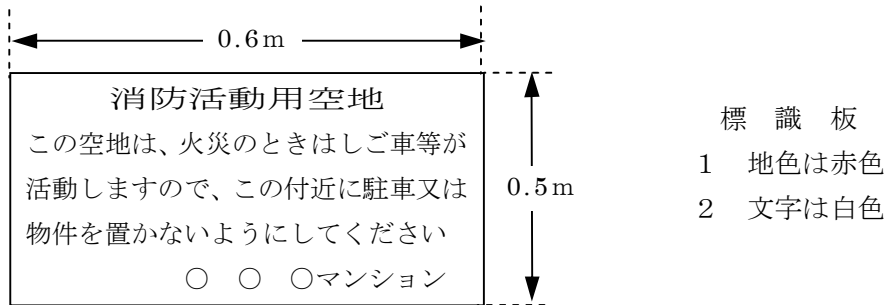 0.6m
消防活動用空地
この空地は、火災のときはしご車等が
活動しますので、この付近に駐車又は
物件を置かないようにしてください
○　○　○マンション
0.5m
標　識　板
1　地色は赤色
2　文字は白色